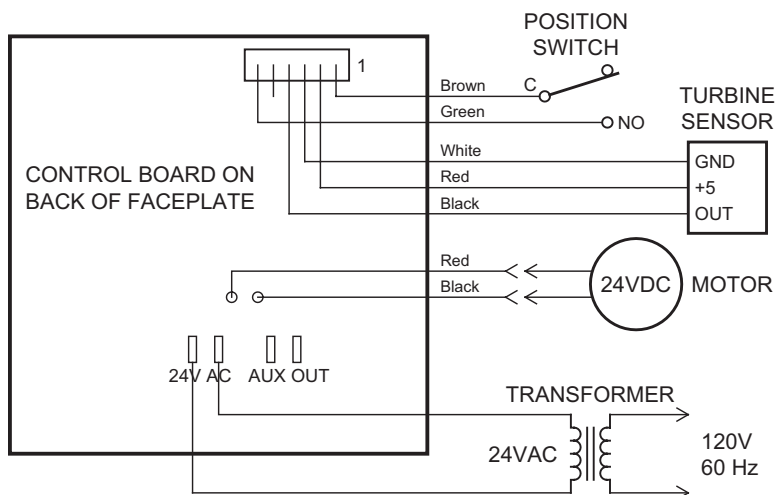 POSITION
SWITCH
1
Brown
C
TURBINE
SENSOR
Green
NO
White
GND
CONTROL BOARD ON
BACK OF FACEPLATE
Red
+5
Black
OUT
Red
24VDC
MOTOR
Black
24V AC
AUX OUT
TRANSFORMER
24VAC
120V
60 Hz